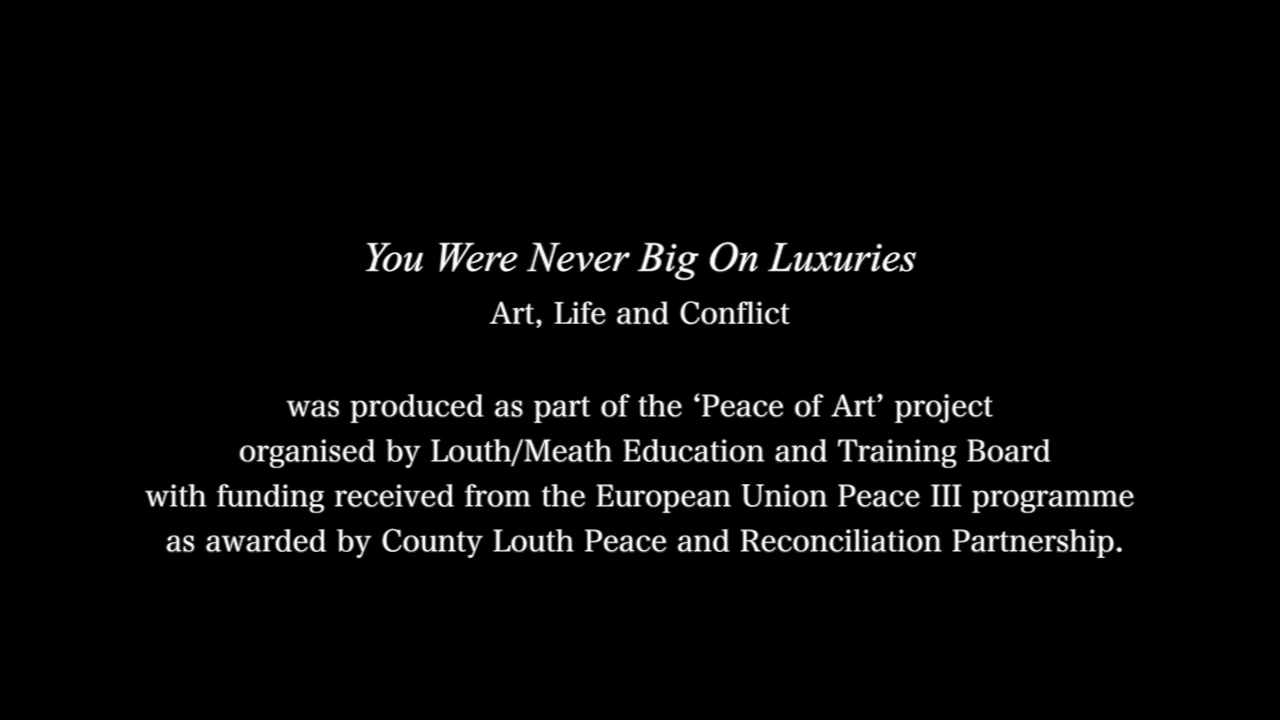 You Were Never Big On Luxuries
Art, Life and Conflict
was produced as part of the ‘Peace of Art’ project
organised by Louth/Meath Education and Training Board
with funding received from the European Union Peace III programme
as awarded by County Louth Peace and Reconciliation Partnership.